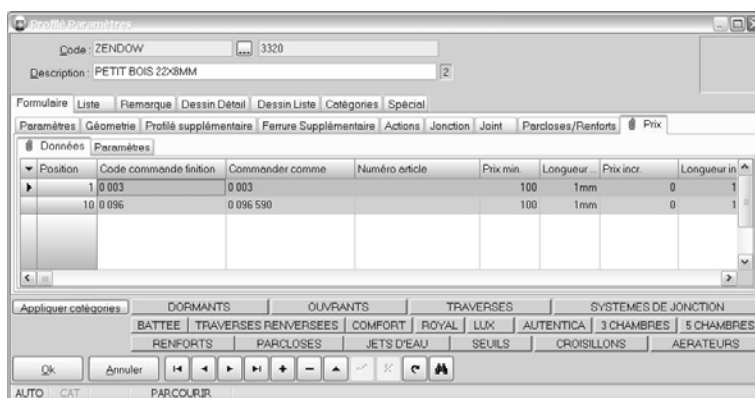 Profilé Paramètres
Code : ZENDOW ... 3320
Description : PETIT BOIS 22X8MM 2
Formulaire Liste Remarque Dessin Détail Dessin Liste Catégories Spécial
Paramètres Géometrie Profilé supplémentaire Ferrure Supplémentaire Actions Jonction Joint Parcloses/Renforts Prix
Données Paramètres
Position Code commande finition Commander comme Numéro article Prix min. Longueur ... Prix incr. Longueur in
1 0 003 0 003 100 1mm 0 1
10 0 096 0 096 590 100 1mm 0 1
Appliquer catégories DORMANTS OUVRANTS TRAVERSES SYSTEMES DE JONCTION
BATTEE TRAVERSES RENVERSEES COMFORT ROYAL LUX AUTENTICA 3 CHAMBRES 5 CHAMBRES
RENFORTS PARCLOSES JETS D'EAU SEUILS CROISILLONS AERATEURS
Ok Annuler
AUTO CAT PARCOURIR